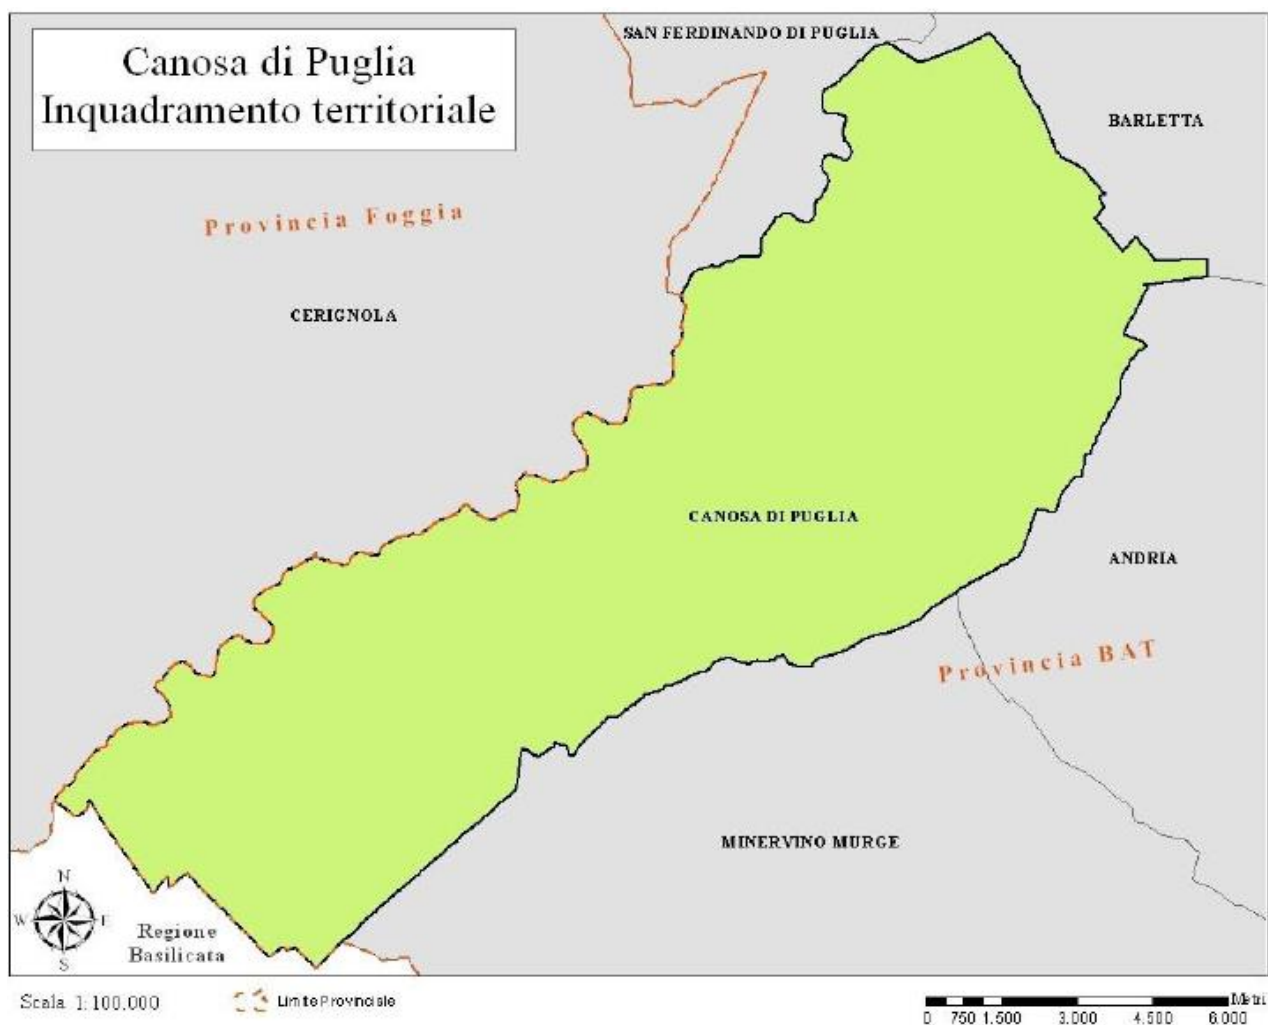 Canosa di Puglia
Inquadramento territoriale
SAN FERDINANDO DI PUGLIA
BARLETTA
Provincia Foggia
CERIGNOLA
CANOSA DI PUGLIA
ANDRIA
Provincia BAT
MINERVINO MURGE
N
W E
S
Regione
Basilicata
Scala 1:100.000
Limite Provinciale
Metri
0 750 1.500 3.000 4.500 6.000